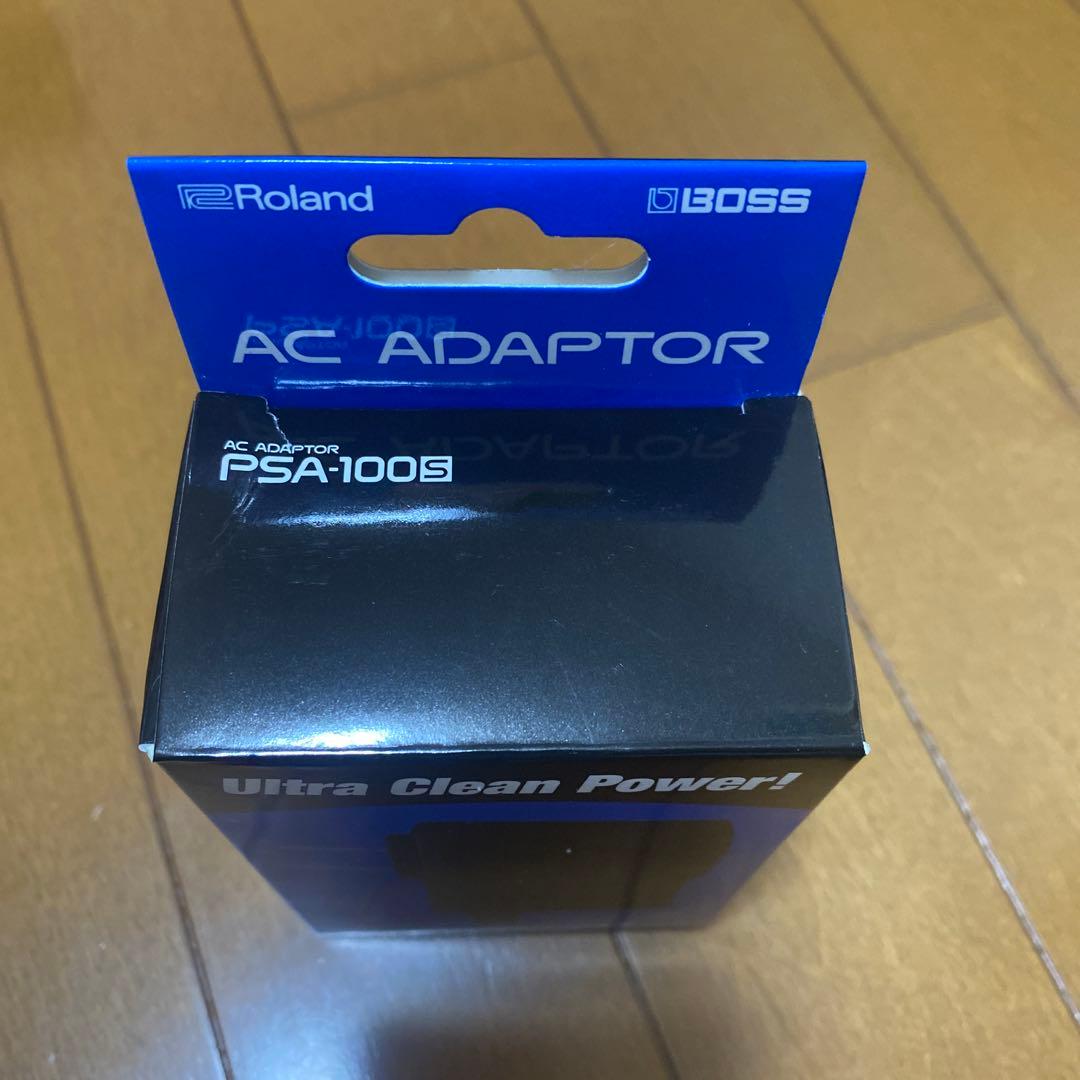 Roland
BOSS
AC ADAPTOR
AC ADAPTOR
PSA-100S
Ultra Clean Power!